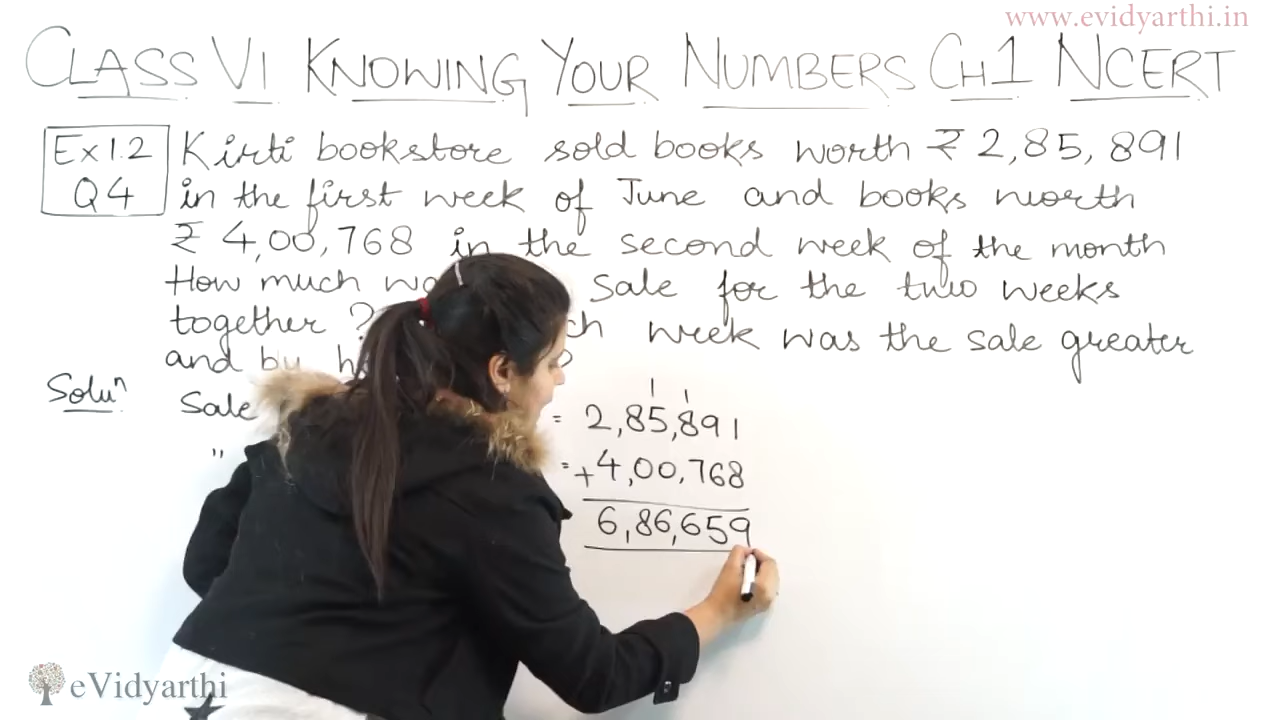 www.evidyarthi.in
CLASS VI KNOWING YOUR NUMBERS CH1 NCERT
Ex 1.2
Q4
Kirti bookstore sold books worth ₹ 2,85,891
in the first week of June and books worth
₹ 4,00,768 in the second week of the month
How much sale for the two weeks
together ? week was the sale greater
and by ?
Soluⁿ Sale = 2,85,891
1 1
" = + 4,00,768
6,86,659
eVidyarthi